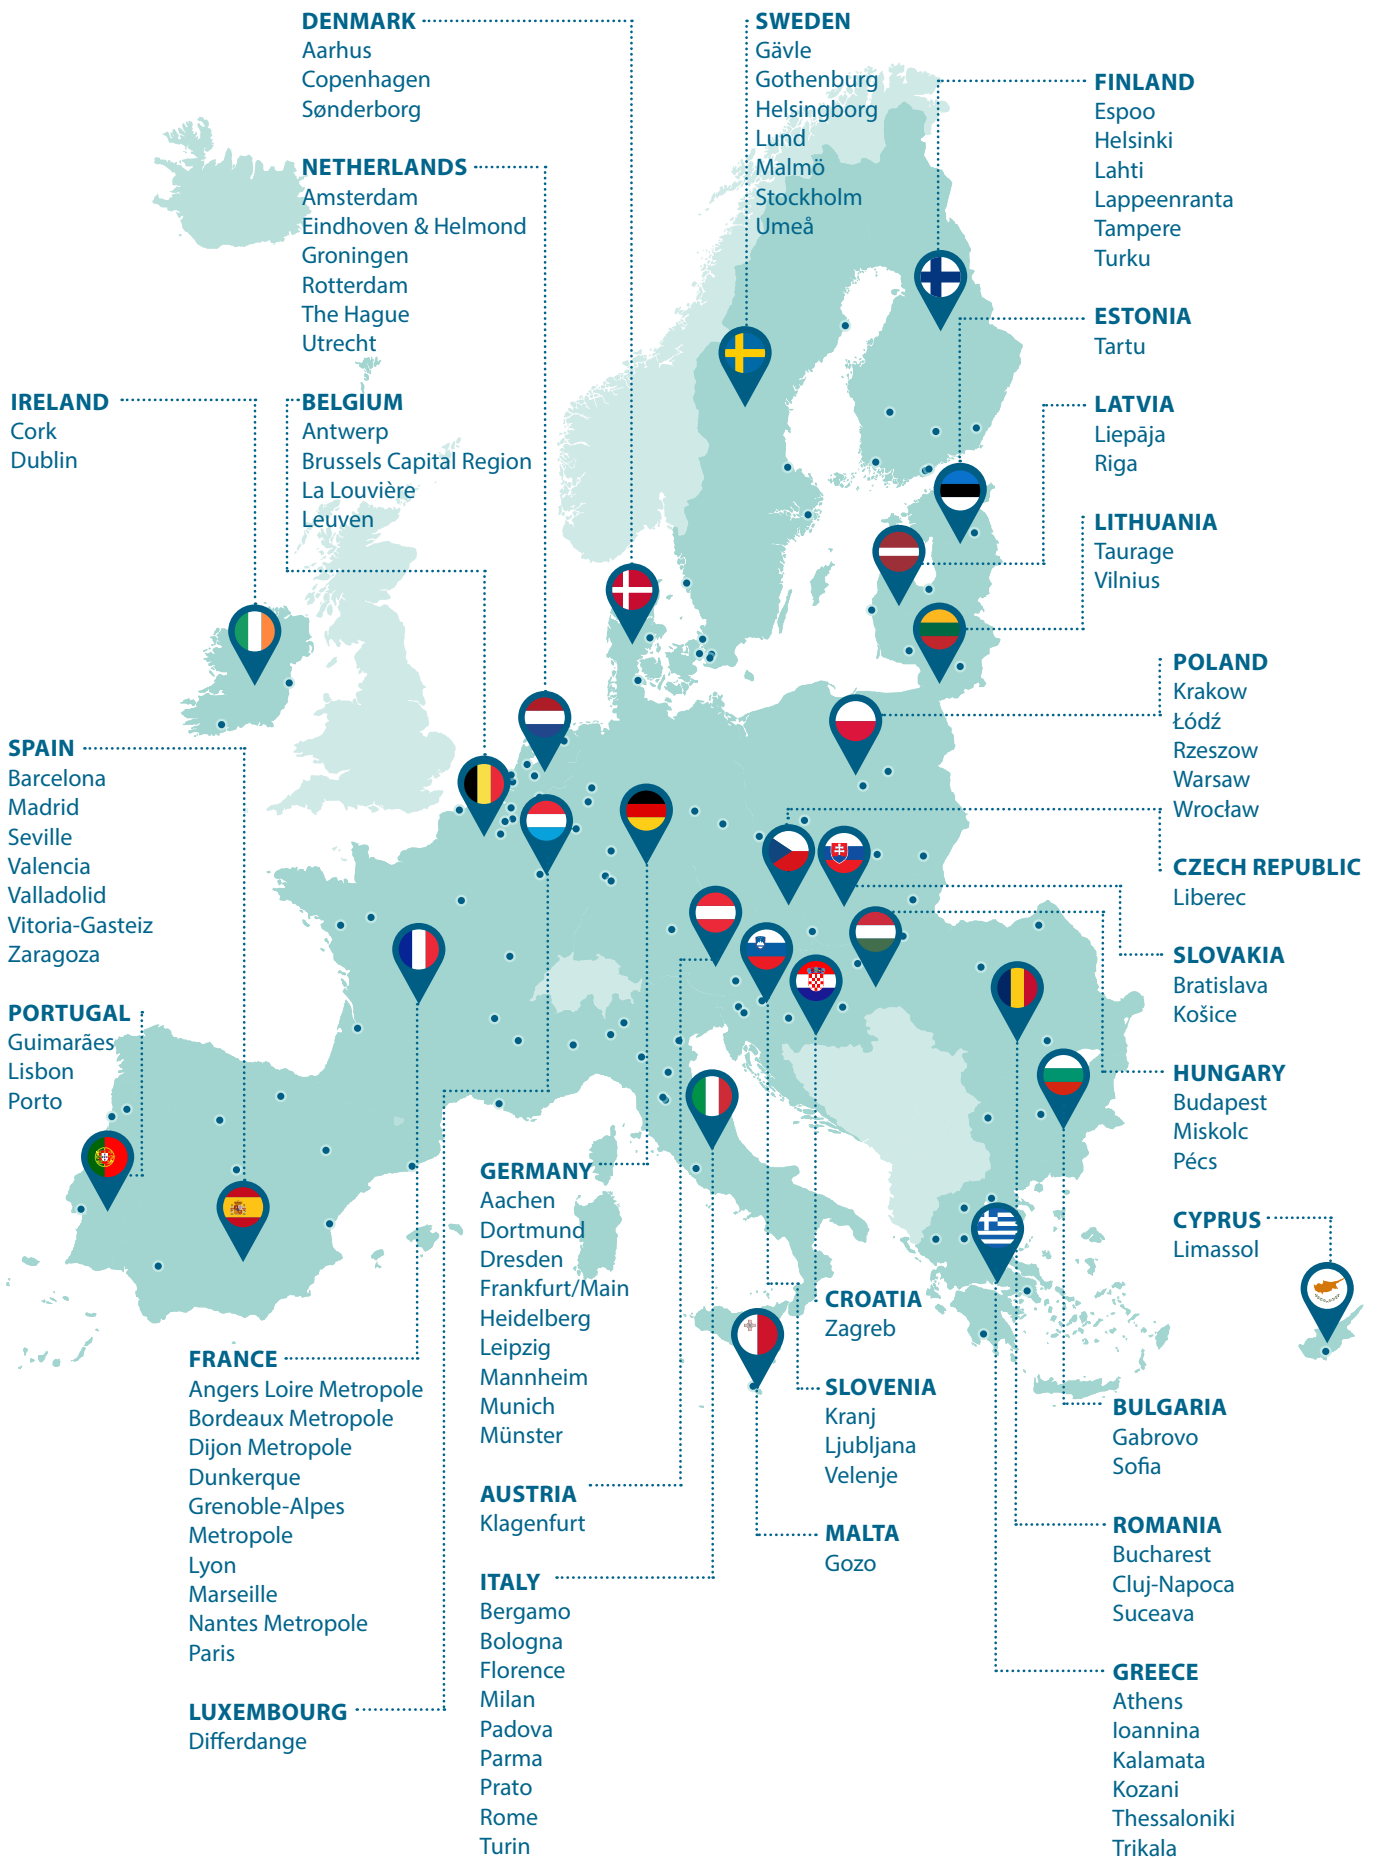 DENMARK
Aarhus
Copenhagen
Sønderborg
SWEDEN
Gävle
Gothenburg
Helsingborg
Lund
Malmö
Stockholm
Umeå
FINLAND
Espoo
Helsinki
Lahti
Lappeenranta
Tampere
Turku
NETHERLANDS
Amsterdam
Eindhoven & Helmond
Groningen
Rotterdam
The Hague
Utrecht
ESTONIA
Tartu
IRELAND
Cork
Dublin
BELGIUM
Antwerp
Brussels Capital Region
La Louvière
Leuven
LATVIA
Liepāja
Riga
LITHUANIA
Taurage
Vilnius
POLAND
Krakow
Łódź
Rzeszow
Warsaw
Wrocław
SPAIN
Barcelona
Madrid
Seville
Valencia
Valladolid
Vitoria-Gasteiz
Zaragoza
CZECH REPUBLIC
Liberec
SLOVAKIA
Bratislava
Košice
PORTUGAL
Guimarães
Lisbon
Porto
HUNGARY
Budapest
Miskolc
Pécs
GERMANY
Aachen
Dortmund
Dresden
Frankfurt/Main
Heidelberg
Leipzig
Mannheim
Munich
Münster
CYPRUS
Limassol
CROATIA
Zagreb
FRANCE
Angers Loire Metropole
Bordeaux Metropole
Dijon Metropole
Dunkerque
Grenoble-Alpes
Metropole
Lyon
Marseille
Nantes Metropole
Paris
SLOVENIA
Kranj
Ljubljana
Velenje
BULGARIA
Gabrovo
Sofia
AUSTRIA
Klagenfurt
MALTA
Gozo
ROMANIA
Bucharest
Cluj-Napoca
Suceava
ITALY
Bergamo
Bologna
Florence
Milan
Padova
Parma
Prato
Rome
Turin
GREECE
Athens
Ioannina
Kalamata
Kozani
Thessaloniki
Trikala
LUXEMBOURG
Differdange